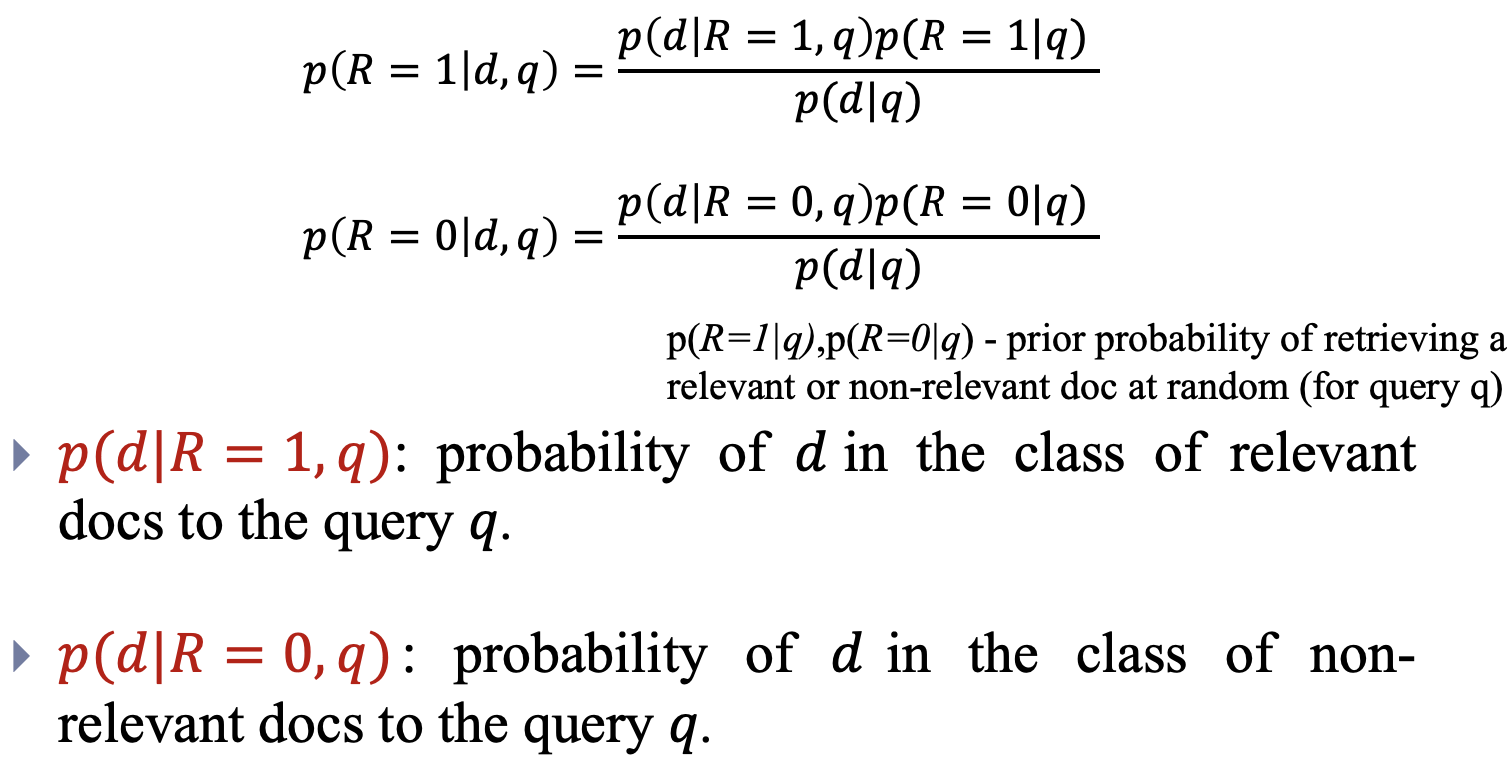 p(R = 1|d, q) = p(d|R = 1, q)p(R = 1|q) / p(d|q)
p(R = 0|d, q) = p(d|R = 0, q)p(R = 0|q) / p(d|q)
p(R=1|q),p(R=0|q) - prior probability of retrieving a
relevant or non-relevant doc at random (for query q)
p(d|R = 1, q): probability of d in the class of relevant
docs to the query q.
p(d|R = 0, q): probability of d in the class of non-
relevant docs to the query q.